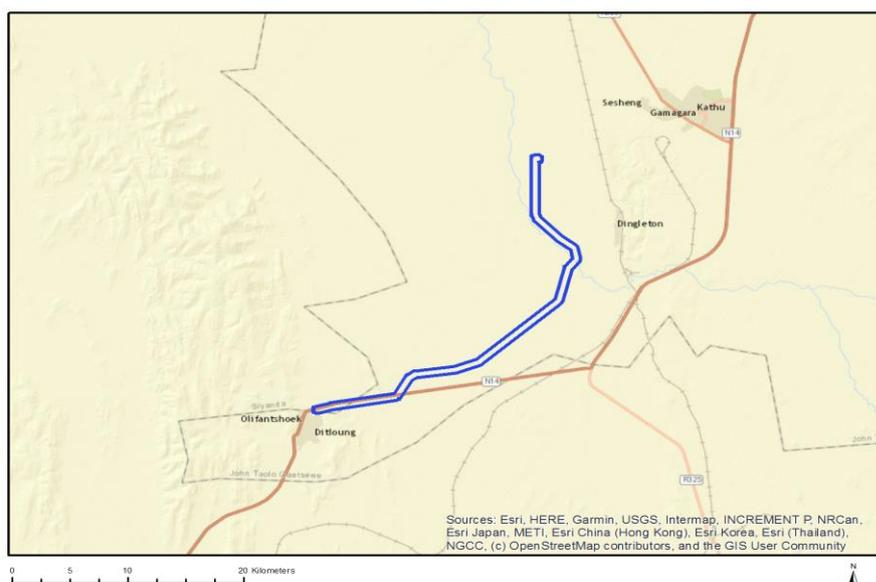 Sesheng
Kathu
Gamagara
N14
Dingleton
N14
Siyanda
Olifantshoek
Ditloung
John Taolo Gaetsewe
R325
Sources: Esri, HERE, Garmin, USGS, Intermap, INCREMENT P, NRCan,
Esri Japan, METI, Esri China (Hong Kong), Esri Korea, Esri (Thailand),
NGCC, (c) OpenStreetMap contributors, and the GIS User Community
0 5 10 20 Kilometers
N